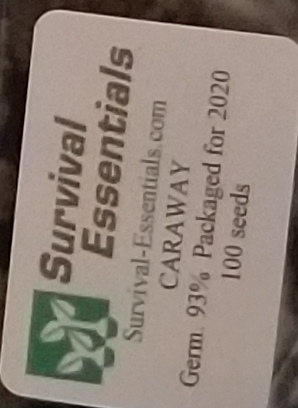 Survival
Essentials
Survival-Essentials.com
CARAWAY
Germ. 93% Packaged for 2020
100 seeds